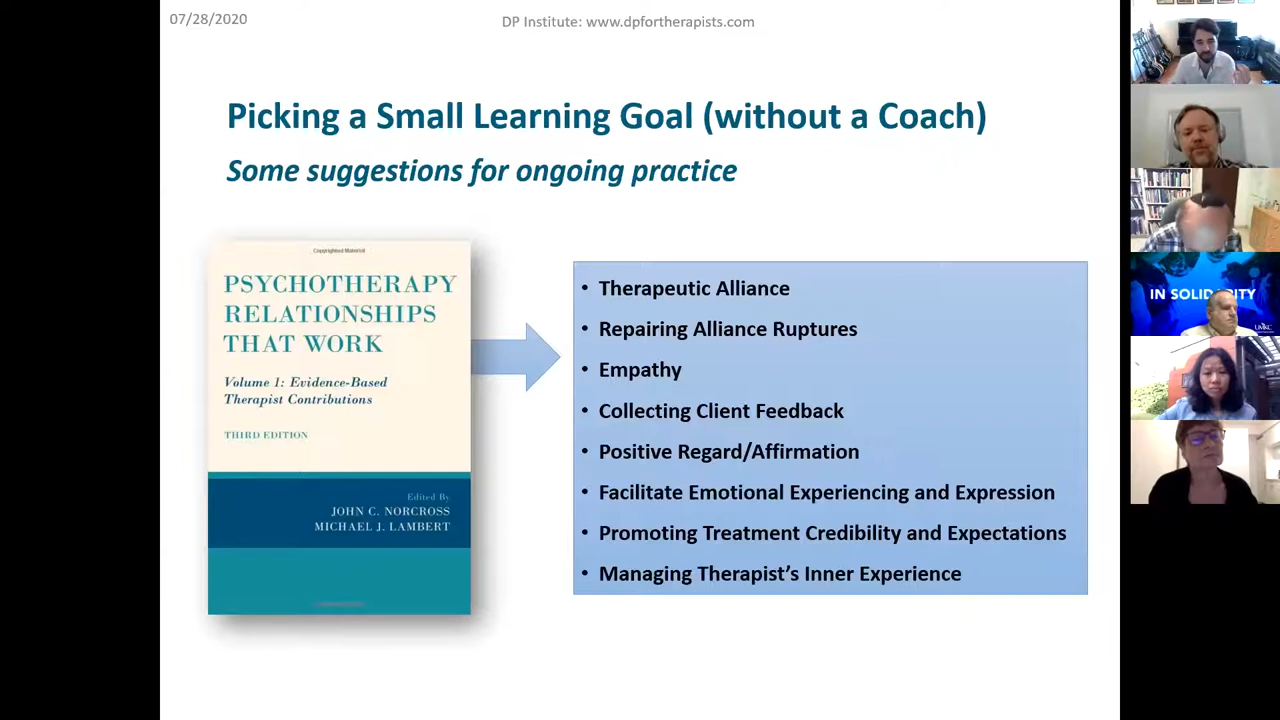 07/28/2020
DP Institute: www.dpfortherapists.com
Picking a Small Learning Goal (without a Coach)
Some suggestions for ongoing practice
Copyrighted Material
PSYCHOTHERAPY
RELATIONSHIPS
THAT WORK
Volume 1: Evidence-Based
Therapist Contributions
THIRD EDITION
Edited By
JOHN C. NORCROSS
MICHAEL J. LAMBERT
• Therapeutic Alliance
• Repairing Alliance Ruptures
• Empathy
• Collecting Client Feedback
• Positive Regard/Affirmation
• Facilitate Emotional Experiencing and Expression
• Promoting Treatment Credibility and Expectations
• Managing Therapist’s Inner Experience
IN SOLIDARITY
UMKC